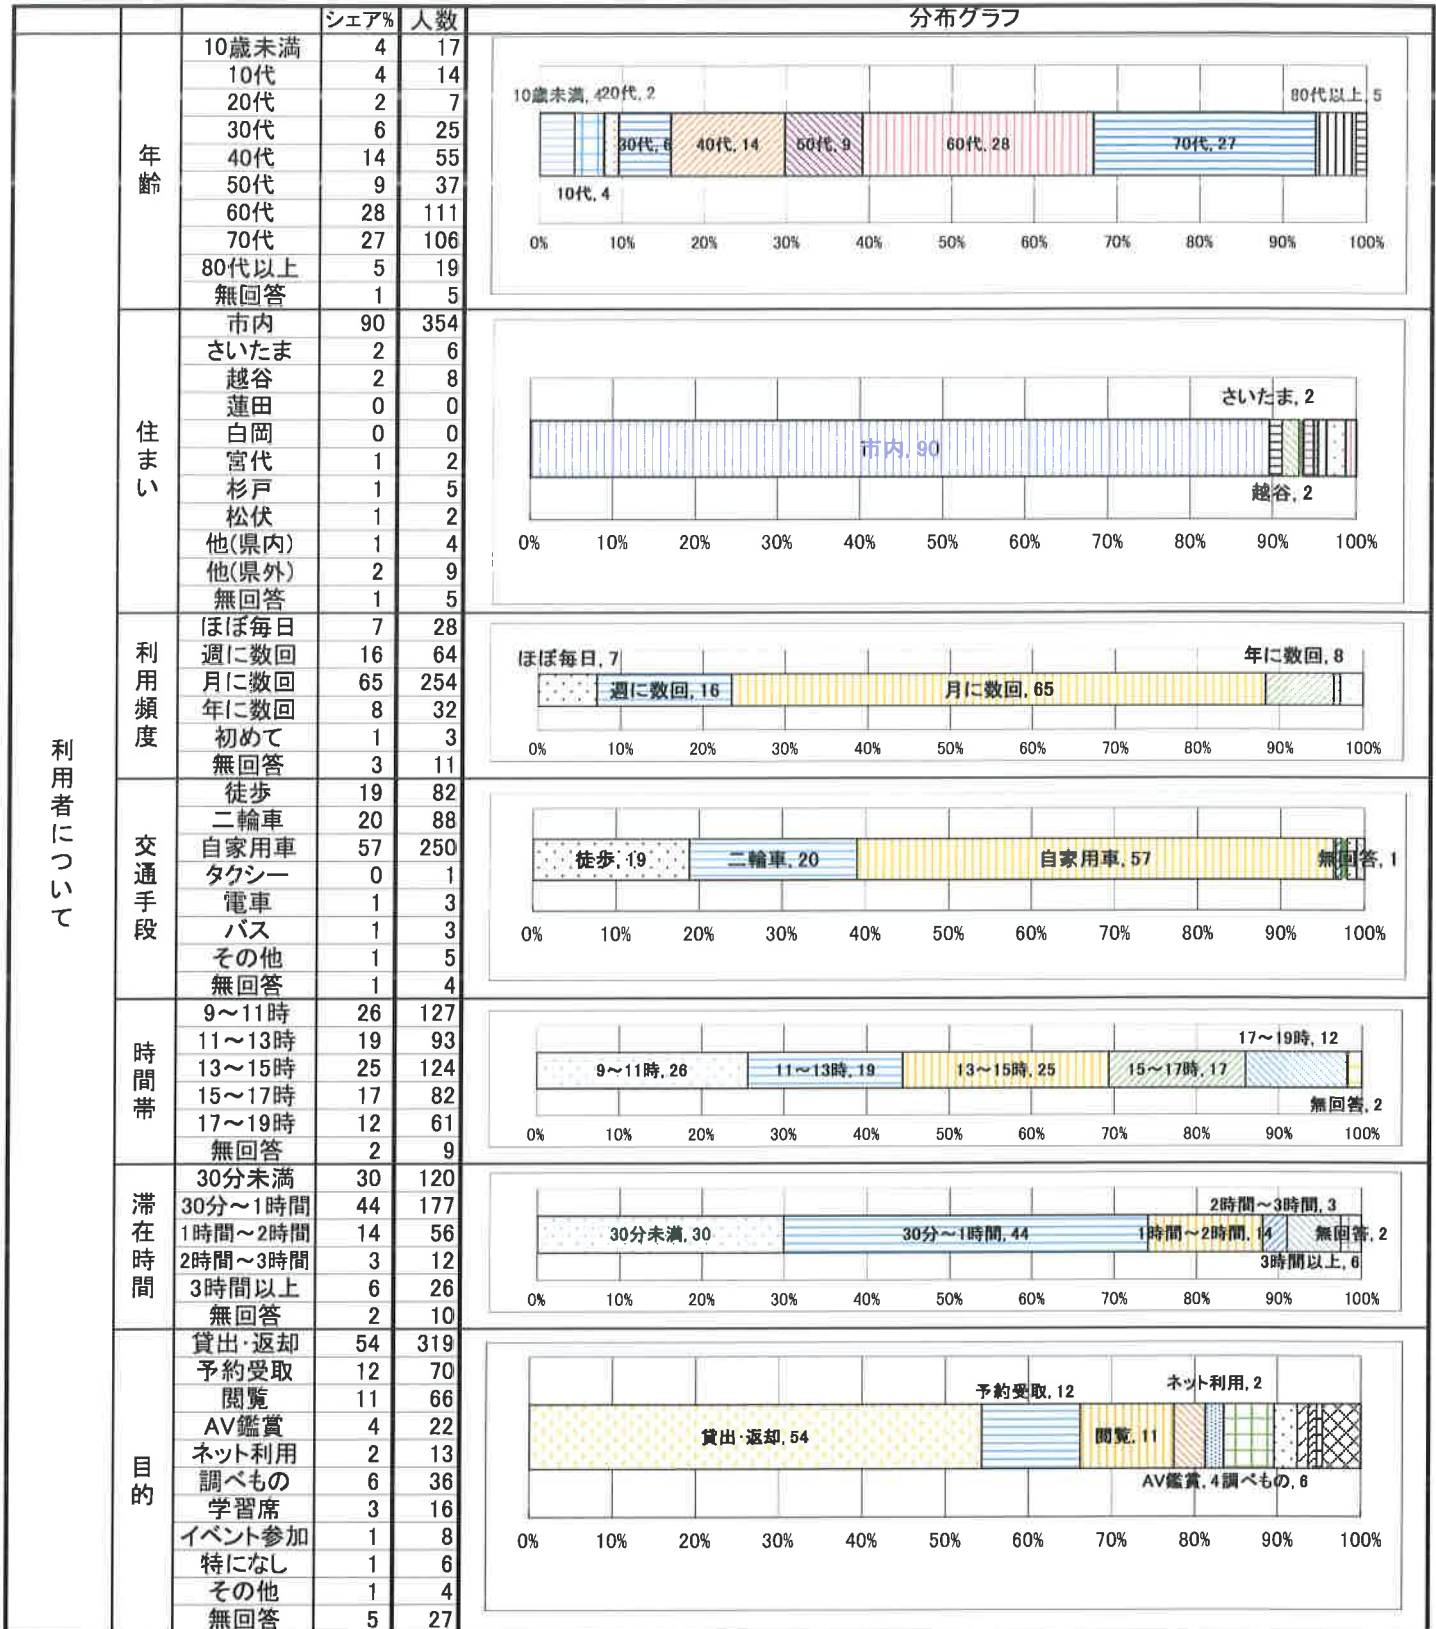 シェア% 人数 分布グラフ
利用者について
年齢
10歳未満 4 17
10代 4 14
20代 2 7
30代 6 25
40代 14 55
50代 9 37
60代 28 111
70代 27 106
80代以上 5 19
無回答 1 5
10歳未満, 4 20代, 2 80代以上, 5
30代, 6 40代, 14 50代, 9 60代, 28 70代, 27
10代, 4
0% 10% 20% 30% 40% 50% 60% 70% 80% 90% 100%
住まい
市内 90 354
さいたま 2 6
越谷 2 8
蓮田 0 0
白岡 0 0
宮代 1 2
杉戸 1 5
松伏 1 2
他(県内) 1 4
他(県外) 2 9
無回答 1 5
さいたま, 2
市内, 90
越谷, 2
0% 10% 20% 30% 40% 50% 60% 70% 80% 90% 100%
利用頻度
ほぼ毎日 7 28
週に数回 16 64
月に数回 65 254
年に数回 8 32
初めて 1 3
無回答 3 11
ほぼ毎日, 7 年に数回, 8
週に数回, 16 月に数回, 65
0% 10% 20% 30% 40% 50% 60% 70% 80% 90% 100%
交通手段
徒歩 19 82
二輪車 20 88
自家用車 57 250
タクシー 0 1
電車 1 3
バス 1 3
その他 1 5
無回答 1 4
徒歩, 19 二輪車, 20 自家用車, 57 無回答, 1
0% 10% 20% 30% 40% 50% 60% 70% 80% 90% 100%
時間帯
9～11時 26 127
11～13時 19 93
13～15時 25 124
15～17時 17 82
17～19時 12 61
無回答 2 9
17～19時, 12
9～11時, 26 11～13時, 19 13～15時, 25 15～17時, 17
無回答, 2
0% 10% 20% 30% 40% 50% 60% 70% 80% 90% 100%
滞在時間
30分未満 30 120
30分～1時間 44 177
1時間～2時間 14 56
2時間～3時間 3 12
3時間以上 6 26
無回答 2 10
2時間～3時間, 3
30分未満, 30 30分～1時間, 44 1時間～2時間, 14 無回答, 2
3時間以上, 6
0% 10% 20% 30% 40% 50% 60% 70% 80% 90% 100%
目的
貸出・返却 54 319
予約受取 12 70
閲覧 11 66
AV鑑賞 4 22
ネット利用 2 13
調べもの 6 36
学習席 3 16
イベント参加 1 8
特になし 1 6
その他 1 4
無回答 5 27
予約受取, 12 ネット利用, 2
貸出・返却, 54 閲覧, 11
AV鑑賞, 4 調べもの, 6
0% 10% 20% 30% 40% 50% 60% 70% 80% 90% 100%